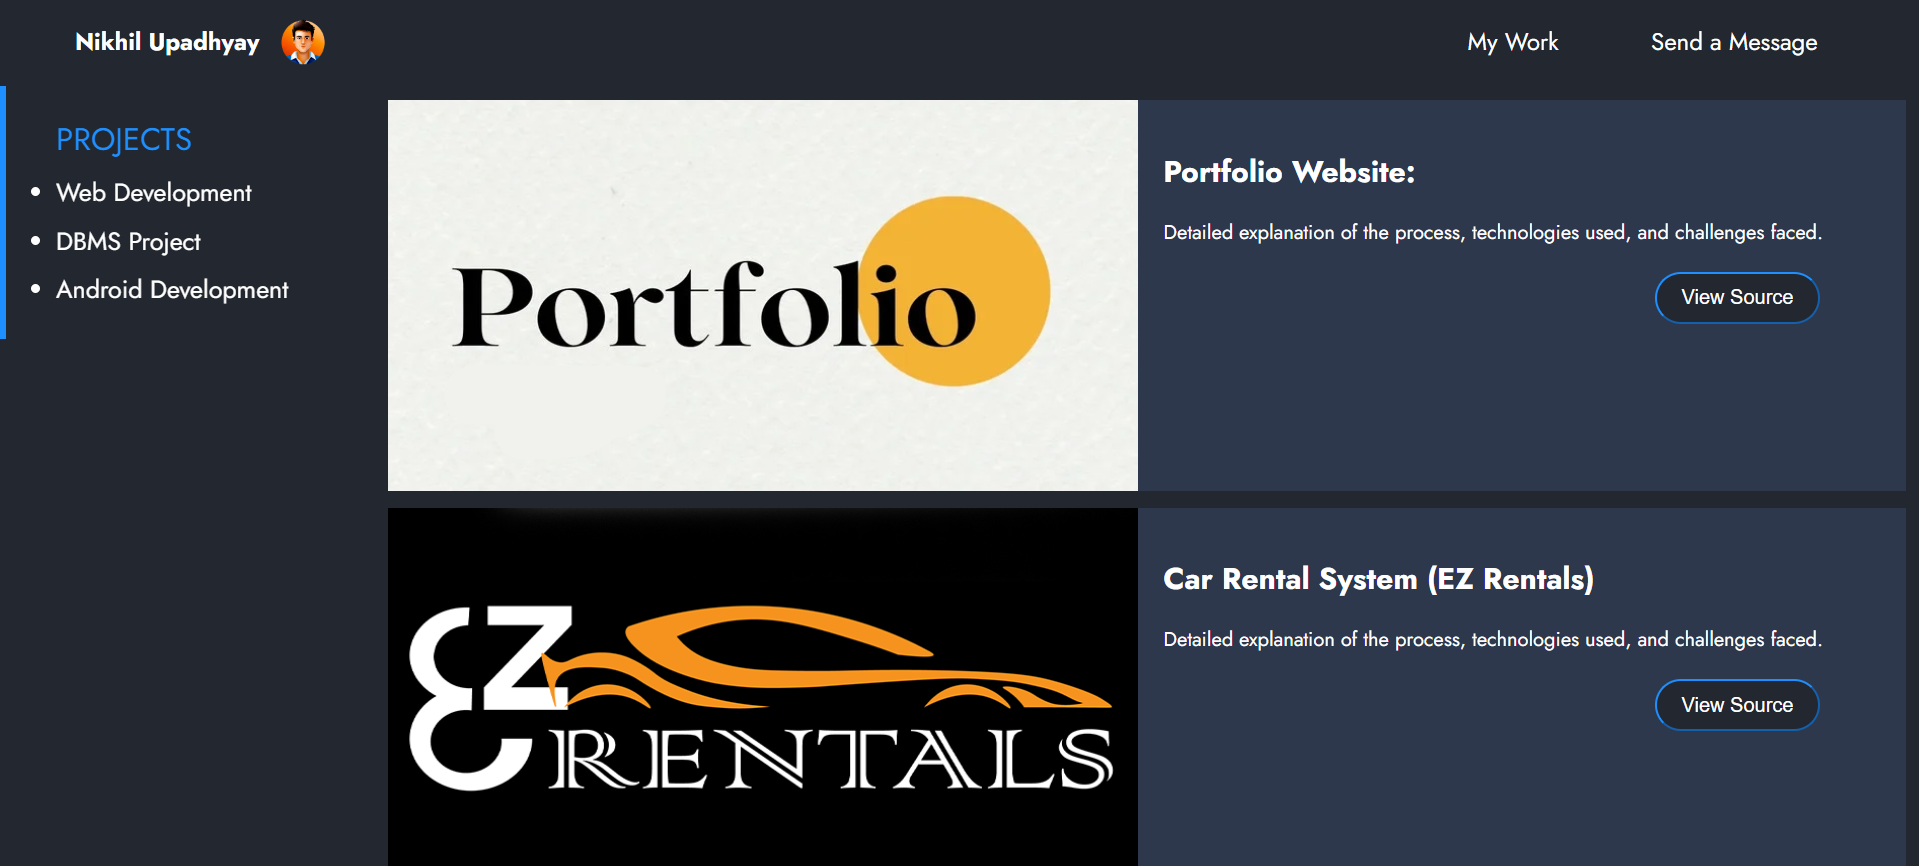 Nikhil Upadhyay
My Work
Send a Message
PROJECTS
Web Development
DBMS Project
Android Development
Portfolio
Portfolio Website:
Detailed explanation of the process, technologies used, and challenges faced.
View Source
EZ
RENTALS
Car Rental System (EZ Rentals)
Detailed explanation of the process, technologies used, and challenges faced.
View Source